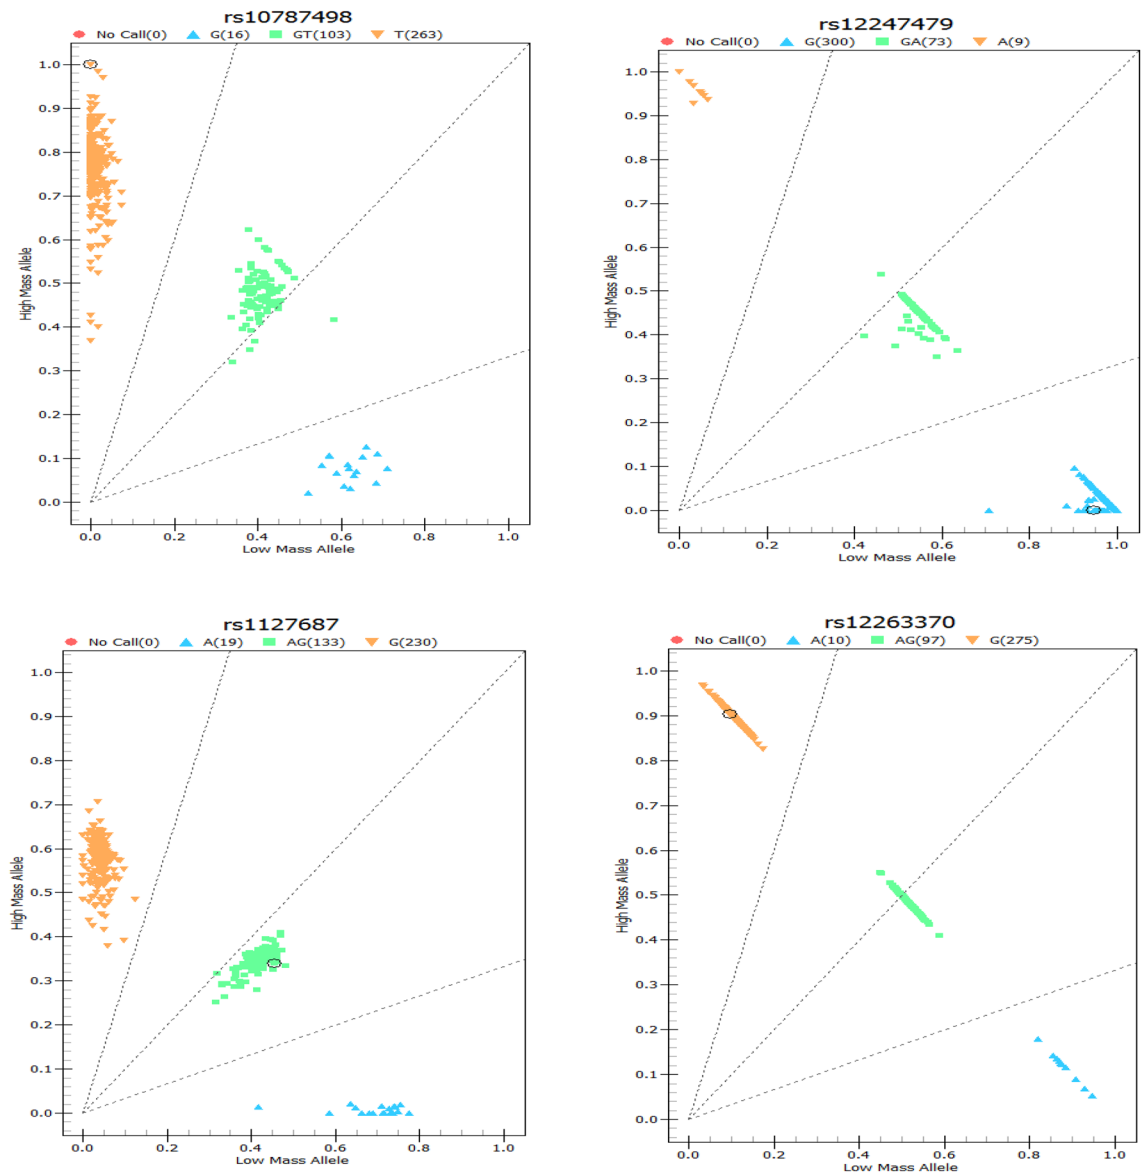 rs10787498
No Call(0) G(16) GT(103) T(263)
High Mass Allele
1.0
0.9
0.8
0.7
0.6
0.5
0.4
0.3
0.2
0.1
0.0
0.0 0.2 0.4 0.6 0.8 1.0
Low Mass Allele
rs12247479
No Call(0) G(300) GA(73) A(9)
High Mass Allele
1.0
0.9
0.8
0.7
0.6
0.5
0.4
0.3
0.2
0.1
0.0
0.0 0.2 0.4 0.6 0.8 1.0
Low Mass Allele
rs1127687
No Call(0) A(19) AG(133) G(230)
High Mass Allele
1.0
0.9
0.8
0.7
0.6
0.5
0.4
0.3
0.2
0.1
0.0
0.0 0.2 0.4 0.6 0.8 1.0
Low Mass Allele
rs12263370
No Call(0) A(10) AG(97) G(275)
High Mass Allele
1.0
0.9
0.8
0.7
0.6
0.5
0.4
0.3
0.2
0.1
0.0
0.0 0.2 0.4 0.6 0.8 1.0
Low Mass Allele